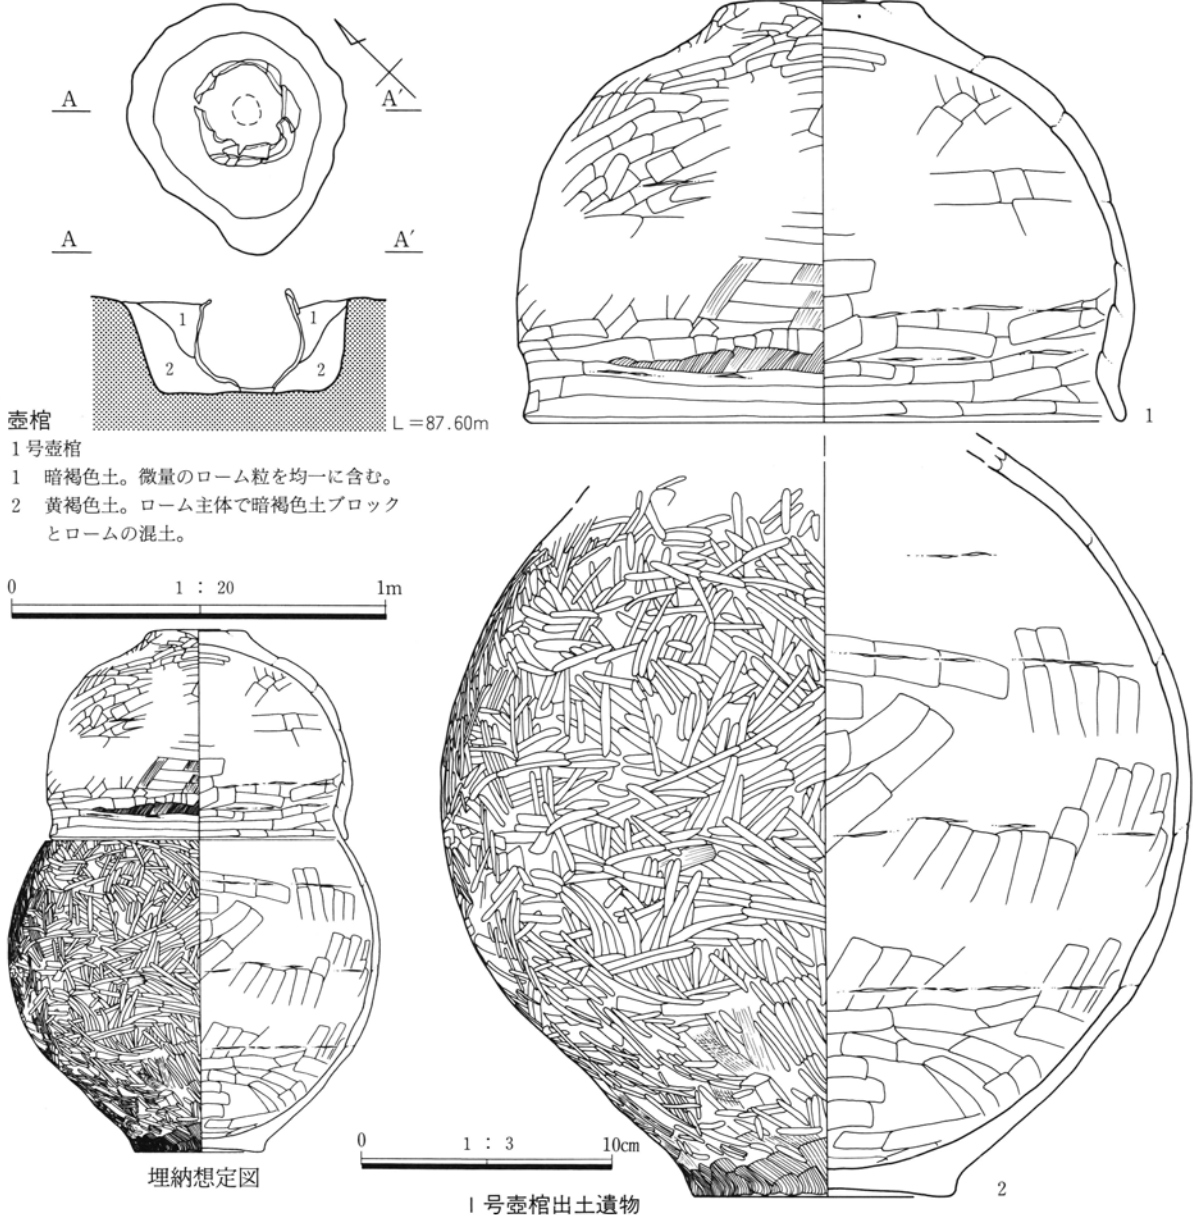 A
A′
A
A′
1
1
2
2
壺棺
L＝87.60m
1号壺棺
1　暗褐色土。微量のローム粒を均一に含む。
2　黄褐色土。ローム主体で暗褐色土ブロック
とロームの混土。
0
1：20
1m
1
埋納想定図
0
1：3
10cm
2
1号壺棺出土遺物